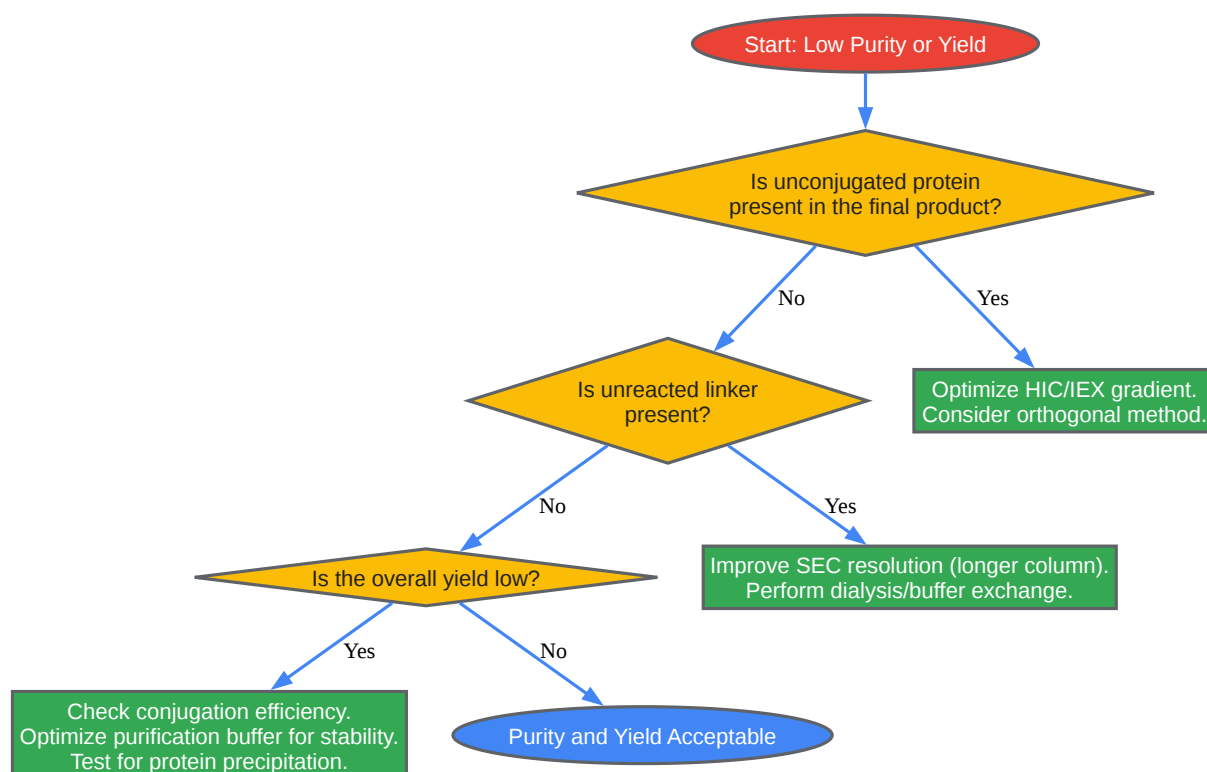 Start: Low Purity or Yield
Is unconjugated protein
present in the final product?
No
Yes
Is unreacted linker
present?
Optimize HIC/IEX gradient.
Consider orthogonal method.
No
Yes
Is the overall yield low?
Improve SEC resolution (longer column).
Perform dialysis/buffer exchange.
Yes
No
Check conjugation efficiency.
Optimize purification buffer for stability.
Test for protein precipitation.
Purity and Yield Acceptable